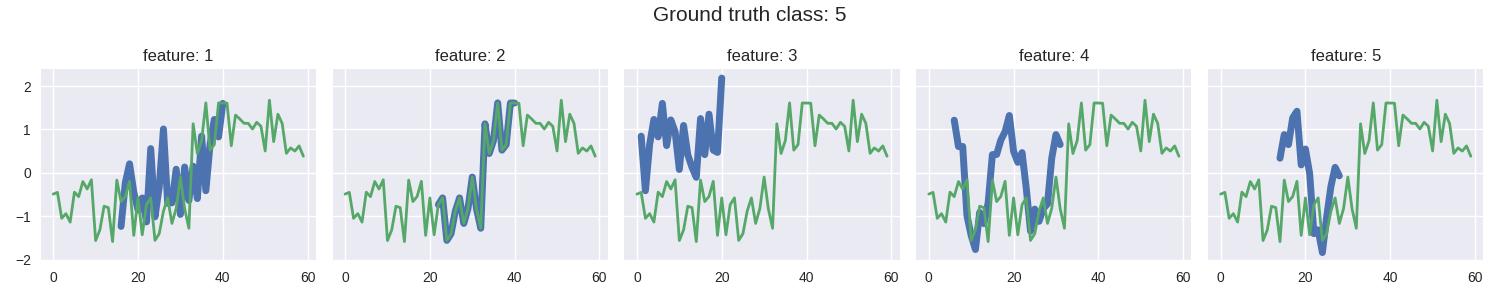 Ground truth class: 5
feature: 1
feature: 2
feature: 3
feature: 4
feature: 5
2
1
0
−1
−2
0 20 40 60
0 20 40 60
0 20 40 60
0 20 40 60
0 20 40 60